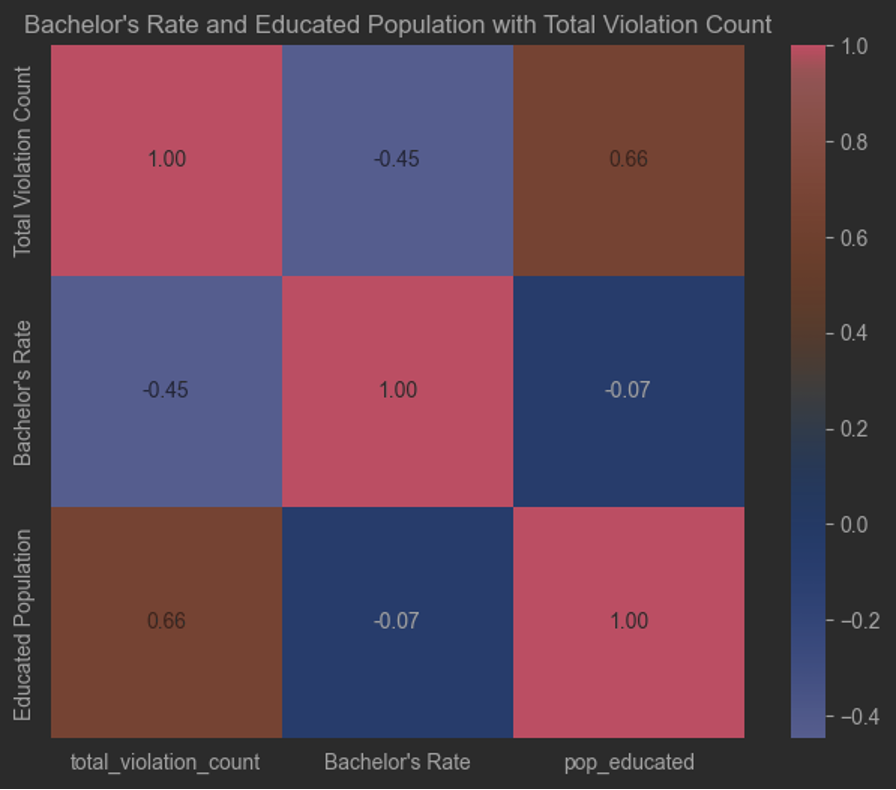 Bachelor's Rate and Educated Population with Total Violation Count
Total Violation Count
1.00
-0.45
0.66
Bachelor's Rate
-0.45
1.00
-0.07
Educated Population
0.66
-0.07
1.00
total_violation_count
Bachelor's Rate
pop_educated
1.0
0.8
0.6
0.4
0.2
0.0
−0.2
−0.4